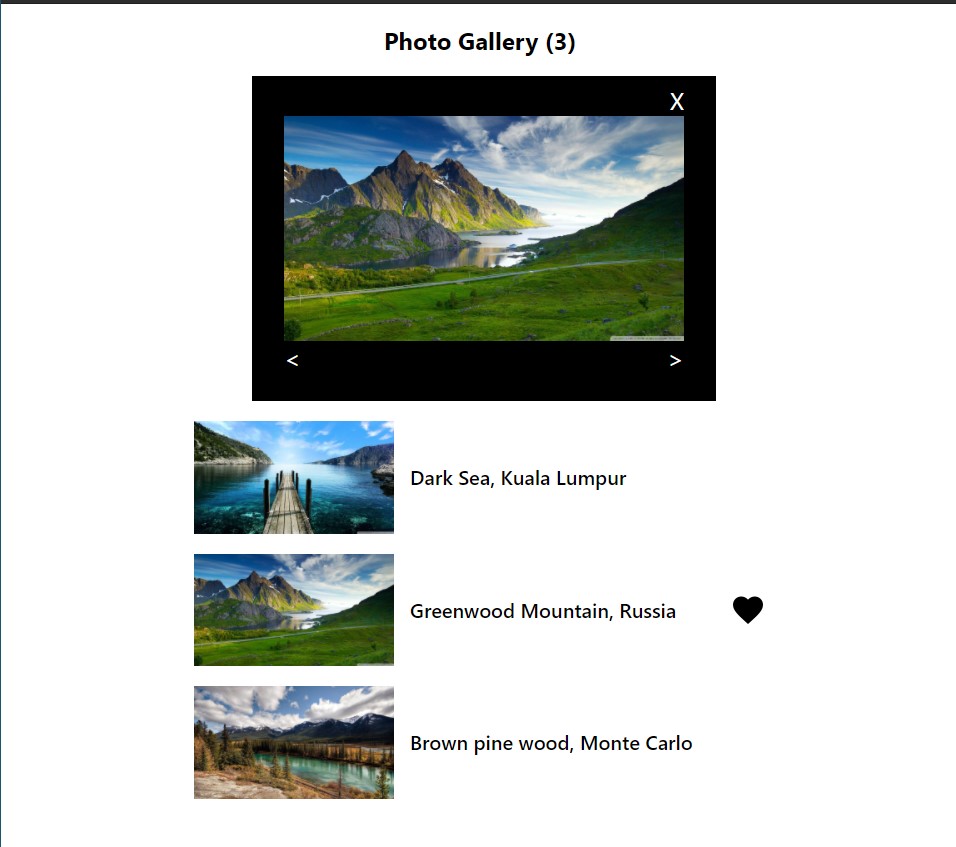 Photo Gallery (3)
X
< >
Dark Sea, Kuala Lumpur
Greenwood Mountain, Russia
Brown pine wood, Monte Carlo